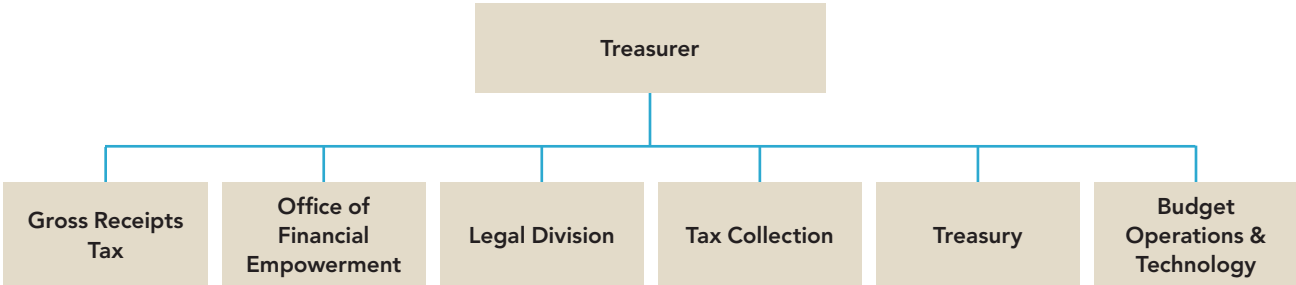 Treasurer
Gross Receipts
Tax
Office of
Financial
Empowerment
Legal Division
Tax Collection
Treasury
Budget
Operations &
Technology